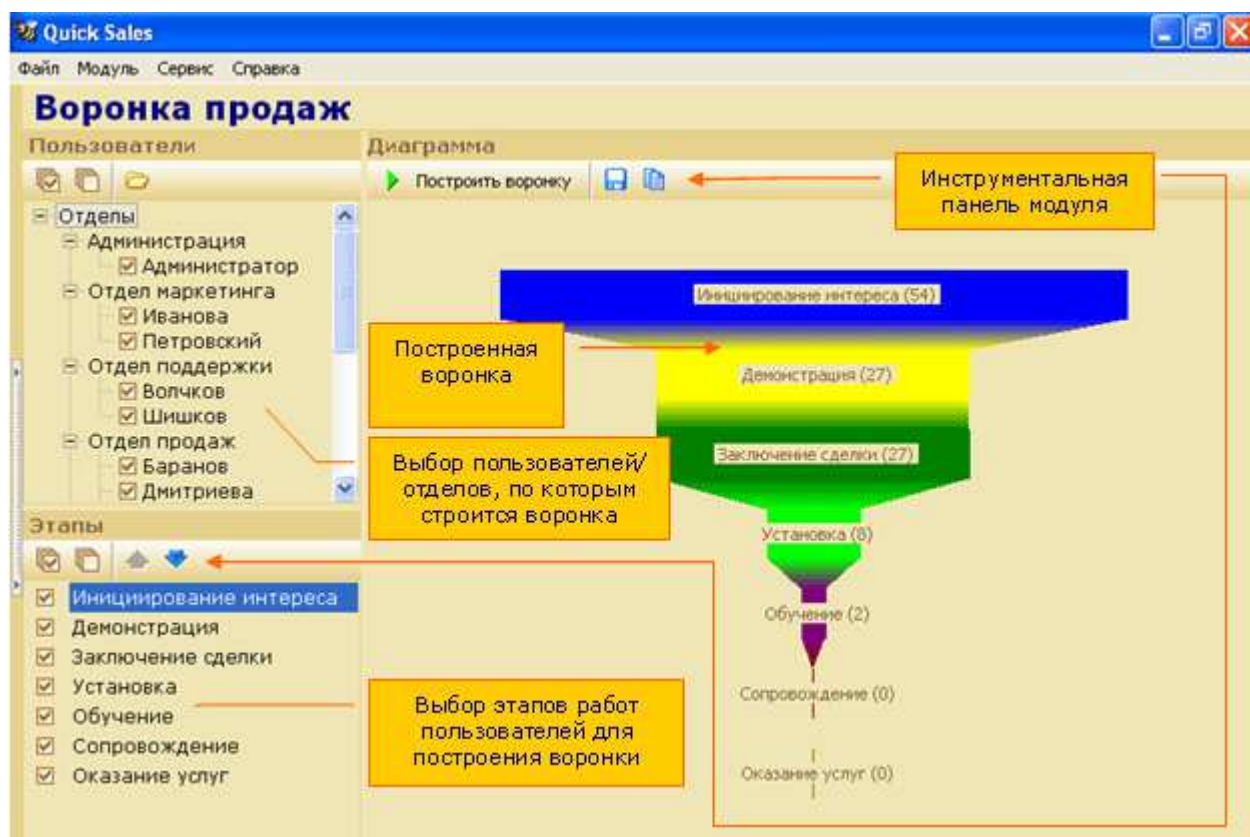 Quick Sales
Файл Модуль Сервис Справка
Воронка продаж
Пользователи
Отделы
Администрация
Администратор
Отдел маркетинга
Иванова
Петровский
Отдел поддержки
Волчков
Шишков
Отдел продаж
Баранов
Дмитриева
Этапы
Инициирование интереса
Демонстрация
Заключение сделки
Установка
Обучение
Сопровождение
Оказание услуг
Диаграмма
Построить воронку
Инструментальная
панель модуля
Инициирование интереса (54)
Построенная
воронка
Демонстрация (27)
Заключение сделки (27)
Выбор пользователей/
отделов, по которым
строится воронка
Установка (8)
Обучение (2)
Сопровождение (0)
Выбор этапов работ
пользователей для
построения воронки
Оказание услуг (0)